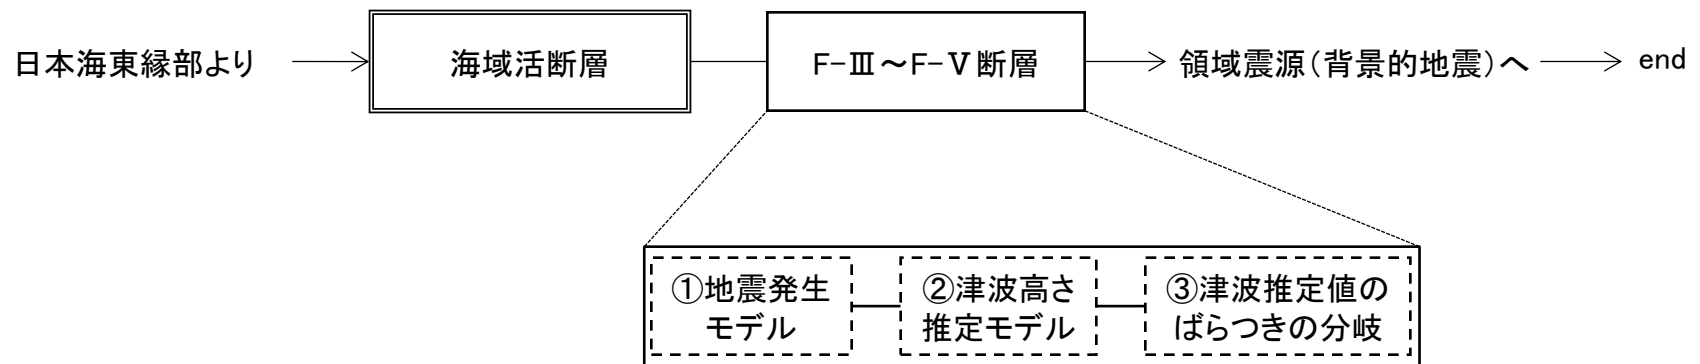 日本海東縁部より
海域活断層
F-Ⅲ～F-Ⅴ断層
領域震源(背景的地震)へ
end
①地震発生
モデル
②津波高さ
推定モデル
③津波推定値の
ばらつきの分岐